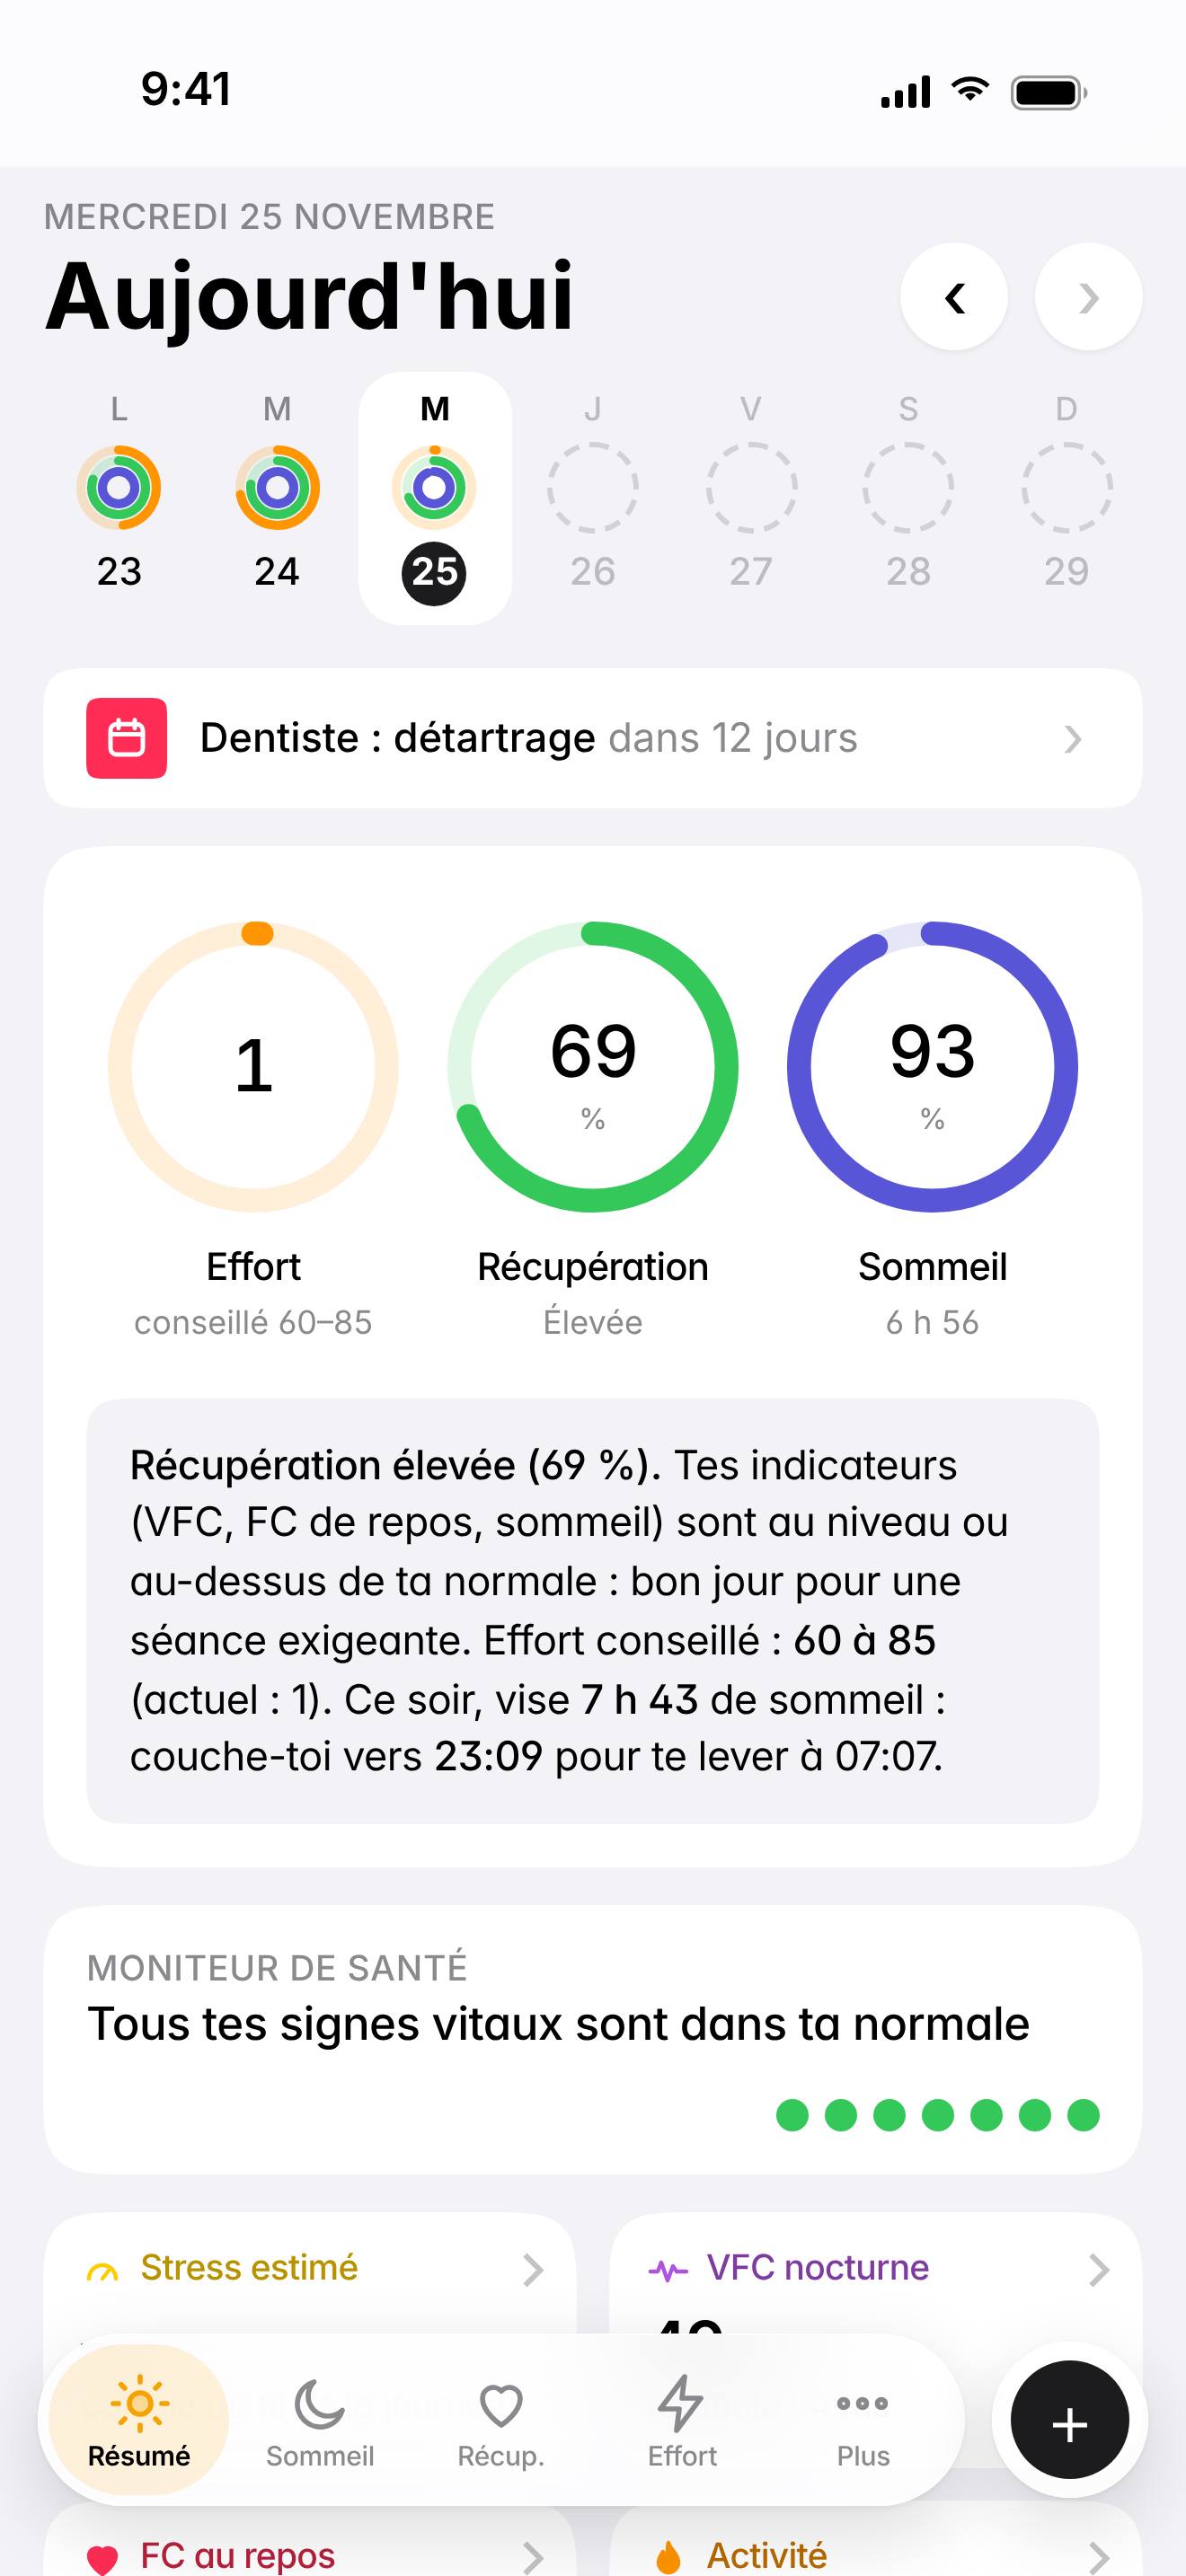 9:41
MERCREDI 25 NOVEMBRE
Aujourd'hui
L M M J V S D
23 24 25 26 27 28 29
Dentiste : détartrage dans 12 jours
1
69
%
93
%
Effort
conseillé 60–85
Récupération
Élevée
Sommeil
6 h 56
Récupération élevée (69 %). Tes indicateurs
(VFC, FC de repos, sommeil) sont au niveau ou
au-dessus de ta normale : bon jour pour une
séance exigeante. Effort conseillé : 60 à 85
(actuel : 1). Ce soir, vise 7 h 43 de sommeil :
couche-toi vers 23:09 pour te lever à 07:07.
MONITEUR DE SANTÉ
Tous tes signes vitaux sont dans ta normale
Stress estimé
VFC nocturne
Résumé
Sommeil
Récup.
Effort
Plus
+
FC au repos
Activité